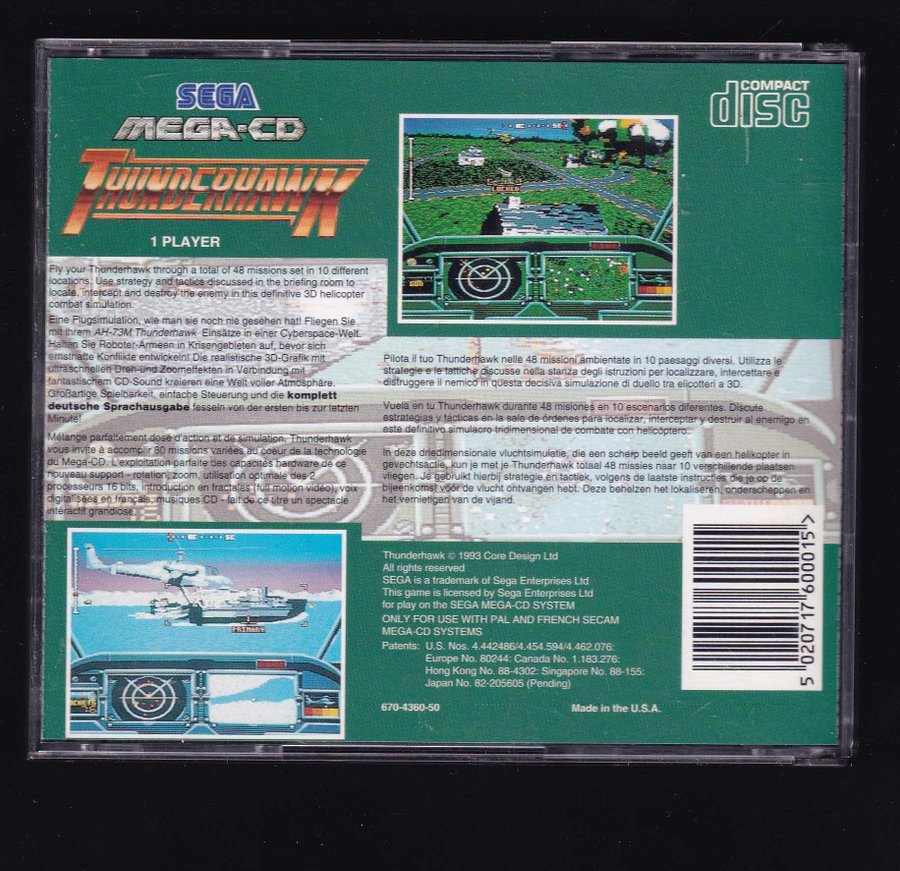 SEGA
MEGA-CD
THUNDERHAWK
1 PLAYER
COMPACT
disc
LOCKED
Fly your Thunderhawk through a total of 48 missions set in 10 different
locations. Use strategy and tactics discussed in the briefing room to
locate, intercept and destroy the enemy in this definitive 3D helicopter
combat simulation.
Eine Flugsimulation, wie man sie noch nie gesehen hat! Fliegen Sie
mit Ihrem AH-73M Thunderhawk Einsätze in einer Cyberspace-Welt.
Halten Sie Roboter-Armeen in Krisengebieten auf, bevor sich
ernsthafte Konflikte entwickeln! Die realistische 3D-Grafik mit
ultraschnellen Dreh-und Zoomeffekten in Verbindung mit
fantastischem CD-Sound kreieren eine Welt voller Atmosphäre.
Großartige Spielbarkeit, einfache Steuerung und die komplett
deutsche Sprachausgabe fesseln von der ersten bis zur letzten
Minute!
Mélange parfaitement dosé d'action et de simulation, Thunderhawk
vous invite à accomplir 80 missions variées au coeur de la technologie
du Mega-CD. L'exploitation parfaite des capacités hardware de ce
nouveau support - rotation, zoom, utilisation optimale des 2
processeurs 16 bits, introduction en fractales (full motion vidéo), voix
digitalisées en français, musiques CD - fait de ce titre un spectacle
intéractif grandiose.
Pilota il tuo Thunderhawk nelle 48 missioni ambientate in 10 paesaggi diversi. Utilizza le
strategie e le tattiche discusse nella stanza degli istruzioni per localizzare, intercettare e
distruggere il nemico in questa decisiva simulazione di duello tra elicotteri a 3D.
Vuela en tu Thunderhawk durante 48 misiones en 10 escenarios diferentes. Discute
estrategias y tácticas en la sala de órdenes para localizar, interceptar y destruir al enemigo en
este definitivo simulacro tridimensional de combate con helicóptero.
In deze driedimensionale vluchtsimulatie, die een scherp beeld geeft van een helikopter in
gevechtsactie, kun je met je Thunderhawk totaal 48 missies naar 10 verschillende plaatsen
vliegen. Je gebruikt hierbij strategie en tactiek, volgens de laatste instructies die je op de
bijeenkomst vóór de vlucht ontvangen hebt. Deze behelzen het lokaliseren, onderscheppen en
het vernietigen van de vijand.
PRIMARY
Thunderhawk © 1993 Core Design Ltd
All rights reserved
SEGA is a trademark of Sega Enterprises Ltd
This game is licensed by Sega Enterprises Ltd
for play on the SEGA MEGA-CD SYSTEM
ONLY FOR USE WITH PAL AND FRENCH SECAM
MEGA-CD SYSTEMS
Patents: U.S. Nos. 4.442486/4.454.594/4.462.076:
Europe No. 80244: Canada No. 1.183.276:
Hong Kong No. 88-4302: Singapore No. 88-155:
Japan No. 82-205605 (Pending)
670-4360-50
Made in the U.S.A.
5 020717 600015 >